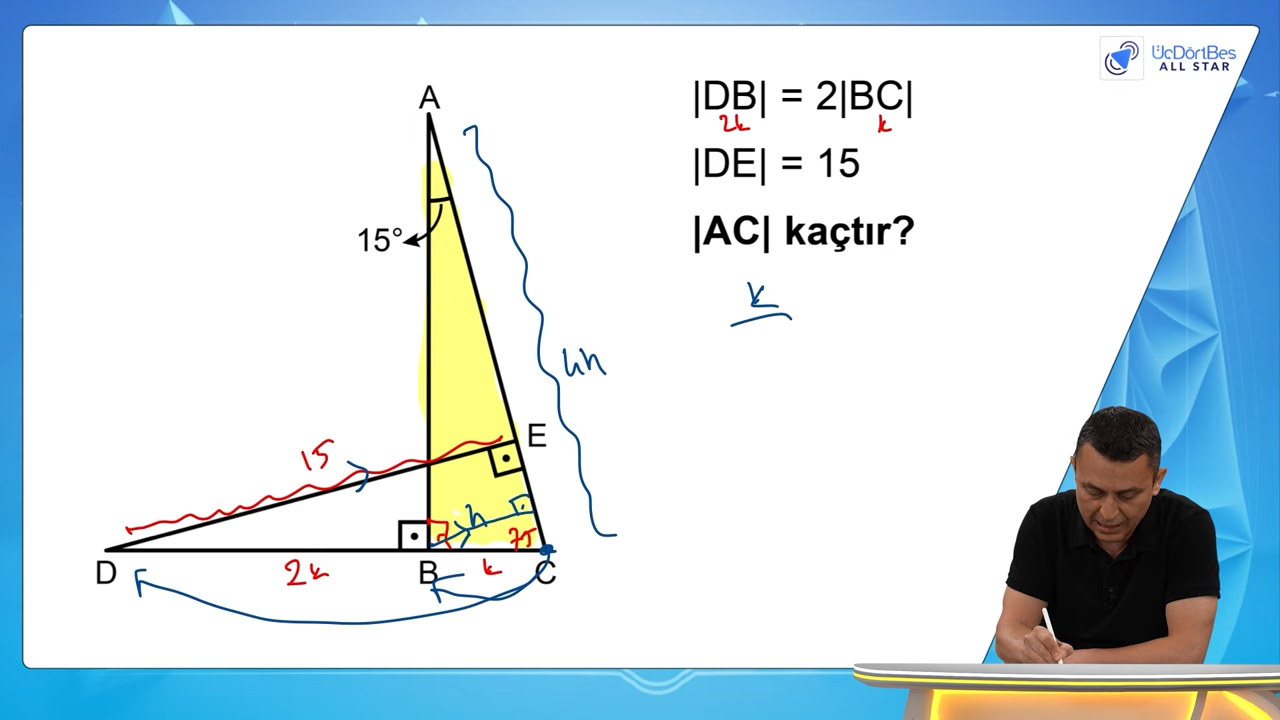 ÜçDörtBeş
ALL STAR
|DB| = 2|BC|
2k k
|DE| = 15
|AC| kaçtır?
k
A
15°
4h
E
15
h
75
D
2k
B
k
C